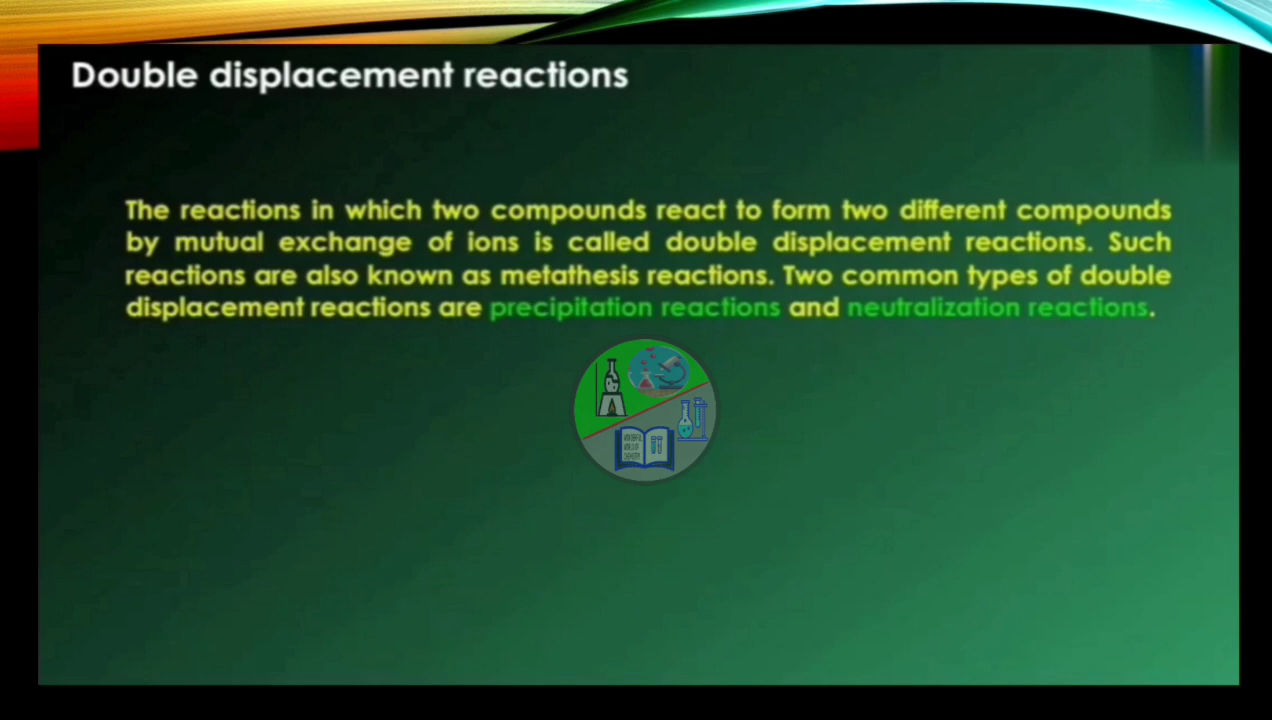 Double displacement reactions
The reactions in which two compounds react to form two different compounds
by mutual exchange of ions is called double displacement reactions. Such
reactions are also known as metathesis reactions. Two common types of double
displacement reactions are precipitation reactions and neutralization reactions.